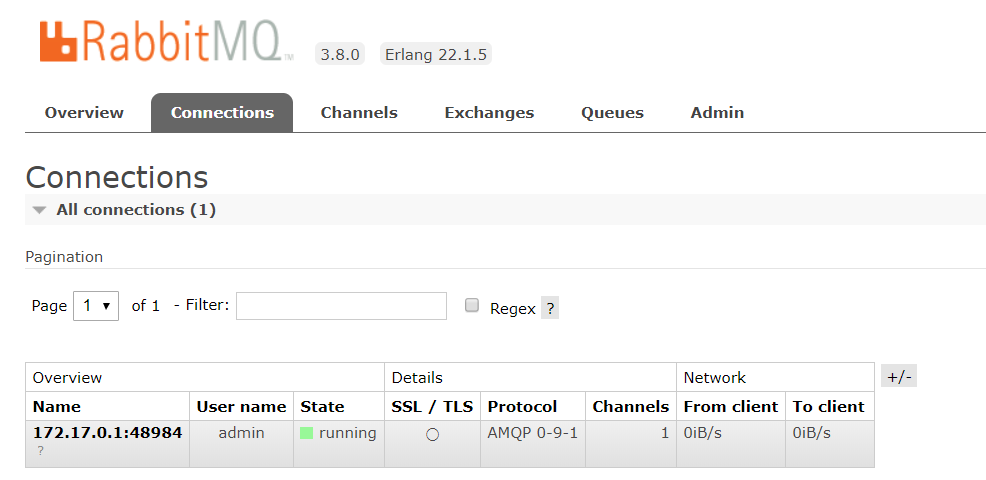 RabbitMQ™ 3.8.0 Erlang 22.1.5
Overview Connections Channels Exchanges Queues Admin
Connections
All connections (1)
Pagination
Page 1 of 1 - Filter: Regex ?
Overview Details Network +/-
Name User name State SSL / TLS Protocol Channels From client To client
172.17.0.1:48984 admin running AMQP 0-9-1 1 0iB/s 0iB/s
?